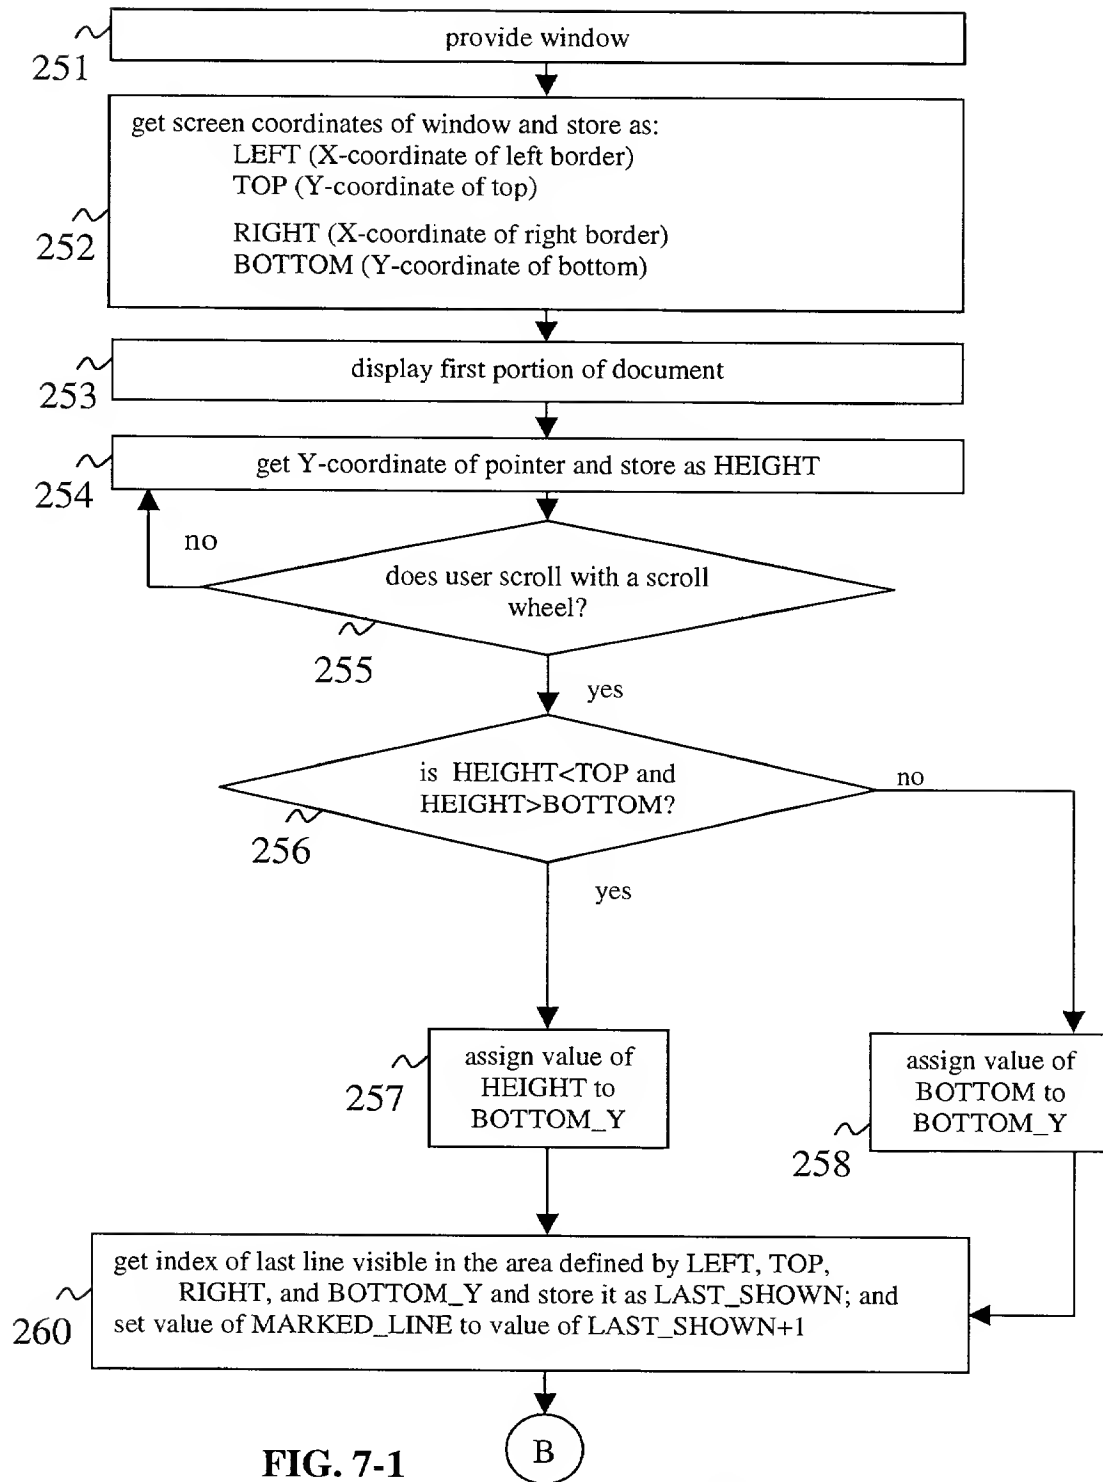 provide window
251
get screen coordinates of window and store as:
LEFT (X-coordinate of left border)
TOP (Y-coordinate of top)
RIGHT (X-coordinate of right border)
BOTTOM (Y-coordinate of bottom)
252
display first portion of document
253
get Y-coordinate of pointer and store as HEIGHT
254
no
does user scroll with a scroll
wheel?
255
yes
is HEIGHT<TOP and
HEIGHT>BOTTOM?
no
256
yes
assign value of
HEIGHT to
BOTTOM_Y
257
assign value of
BOTTOM to
BOTTOM_Y
258
get index of last line visible in the area defined by LEFT, TOP,
RIGHT, and BOTTOM_Y and store it as LAST_SHOWN; and
set value of MARKED_LINE to value of LAST_SHOWN+1
260
B
FIG. 7-1